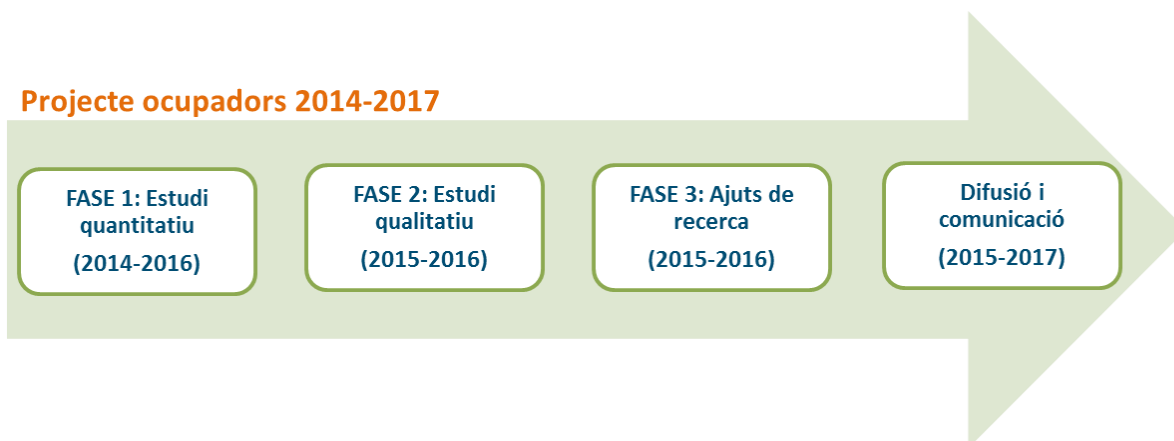 Projecte ocupadors 2014-2017
FASE 1: Estudi
quantitatiu
(2014-2016)
FASE 2: Estudi
qualitatiu
(2015-2016)
FASE 3: Ajuts de
recerca
(2015-2016)
Difusió i
comunicació
(2015-2017)